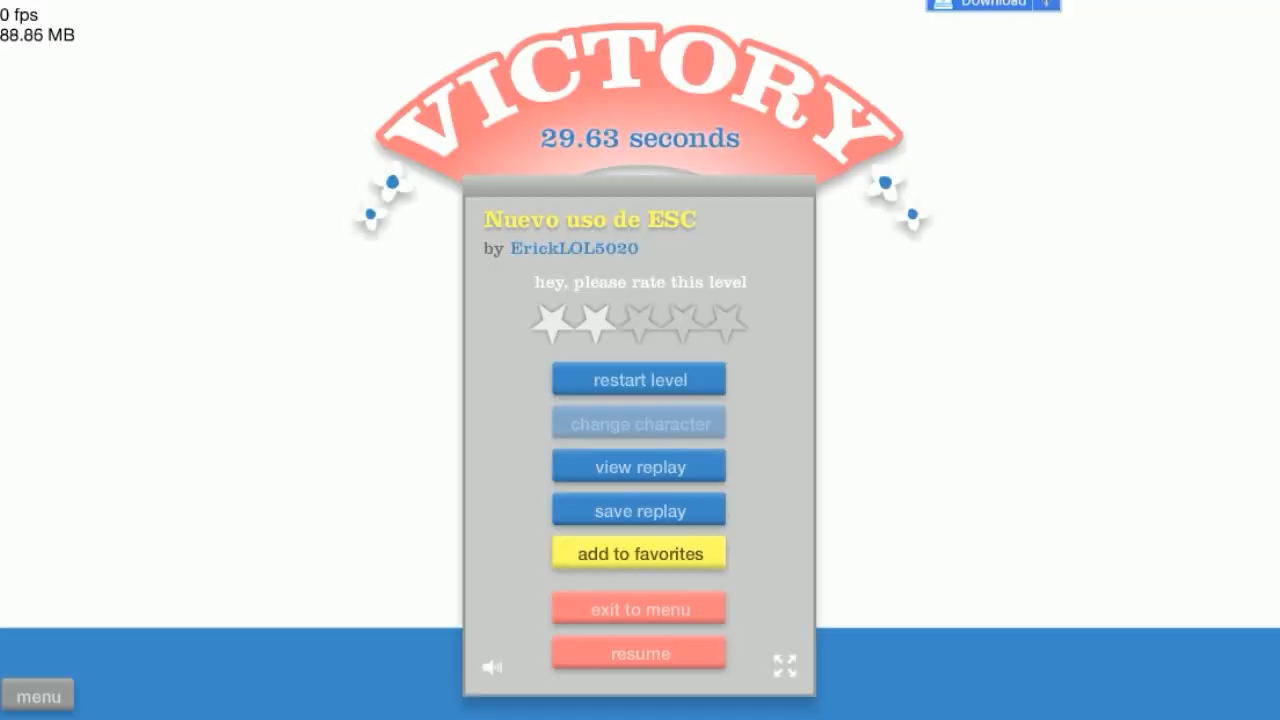 0 fps
88.86 MB
Download
VICTORY
29.63 seconds
Nuevo uso de ESC
by ErickLOL5020
hey, please rate this level
restart level
change character
view replay
save replay
add to favorites
exit to menu
resume
menu